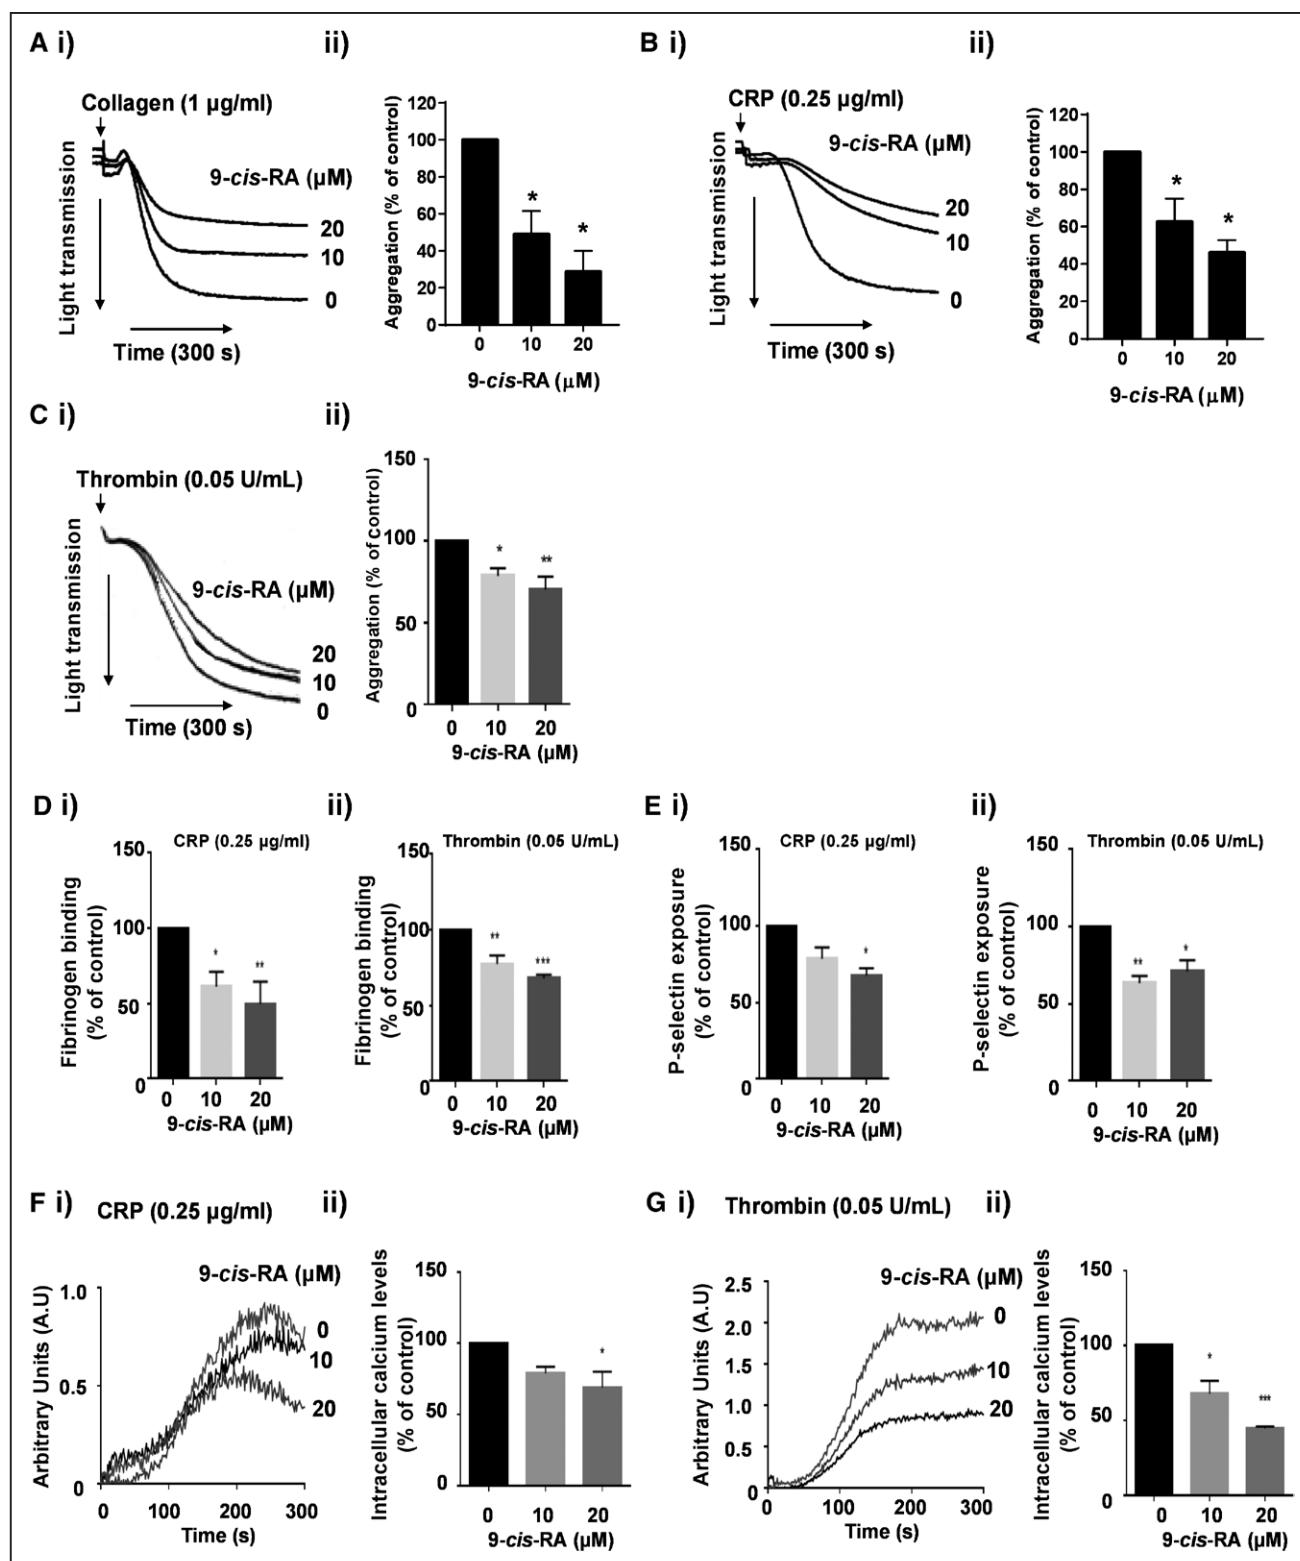 A i)
ii)
Collagen (1 µg/ml)
Light transmission
9-cis-RA (µM)
20
10
0
Time (300 s)
Aggregation (% of control)
120
100
80
60
40
20
0
*
*
0 10 20
9-cis-RA (µM)
B i)
ii)
CRP (0.25 µg/ml)
Light transmission
9-cis-RA (µM)
20
10
0
Time (300 s)
Aggregation (% of control)
120
100
80
60
40
20
0
*
*
0 10 20
9-cis-RA (µM)
C i)
ii)
Thrombin (0.05 U/mL)
Light transmission
9-cis-RA (µM)
20
10
0
Time (300 s)
Aggregation (% of control)
150
100
50
0
*
**
0 10 20
9-cis-RA (µM)
D i)
CRP (0.25 µg/ml)
Fibrinogen binding
(% of control)
150
100
50
0
*
**
0 10 20
9-cis-RA (µM)
ii)
Thrombin (0.05 U/mL)
Fibrinogen binding
(% of control)
150
100
50
0
**
***
0 10 20
9-cis-RA (µM)
E i)
CRP (0.25 µg/ml)
P-selectin exposure
(% of control)
150
100
50
0
*
0 10 20
9-cis-RA (µM)
ii)
Thrombin (0.05 U/mL)
P-selectin exposure
(% of control)
150
100
50
0
**
*
0 10 20
9-cis-RA (µM)
F i)
CRP (0.25 µg/ml)
9-cis-RA (µM)
Arbitrary Units (A.U)
1.0
0.5
0
0
10
20
0 100 200 300
Time (s)
ii)
Intracellular calcium levels
(% of control)
150
100
50
0
*
0 10 20
9-cis-RA (µM)
G i)
Thrombin (0.05 U/mL)
9-cis-RA (µM)
Arbitrary Units (A.U)
2.5
2.0
1.5
1.0
0.5
0
0
10
20
0 100 200 300
Time (s)
ii)
Intracellular calcium levels
(% of control)
150
100
50
0
*
***
0 10 20
9-cis-RA (µM)